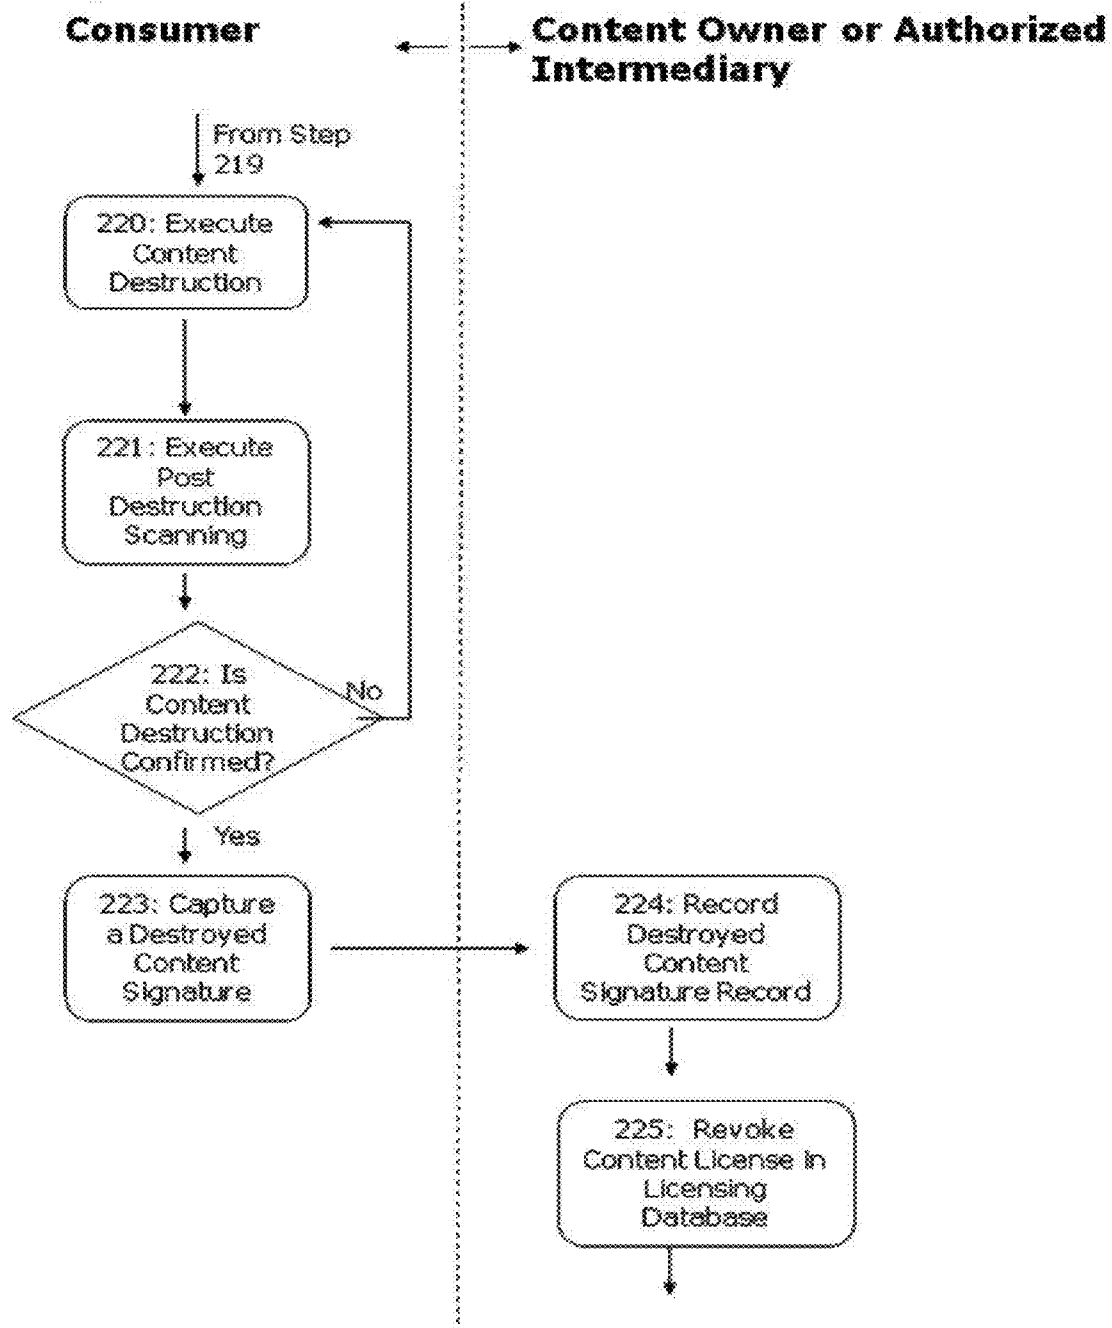 Consumer
Content Owner or Authorized
Intermediary
From Step
219
220: Execute
Content
Destruction
221: Execute
Post
Destruction
Scanning
222: Is
Content
Destruction
Confirmed?
No
Yes
223: Capture
a Destroyed
Content
Signature
224: Record
Destroyed
Content
Signature Record
225: Revoke
Content License in
Licensing
Database